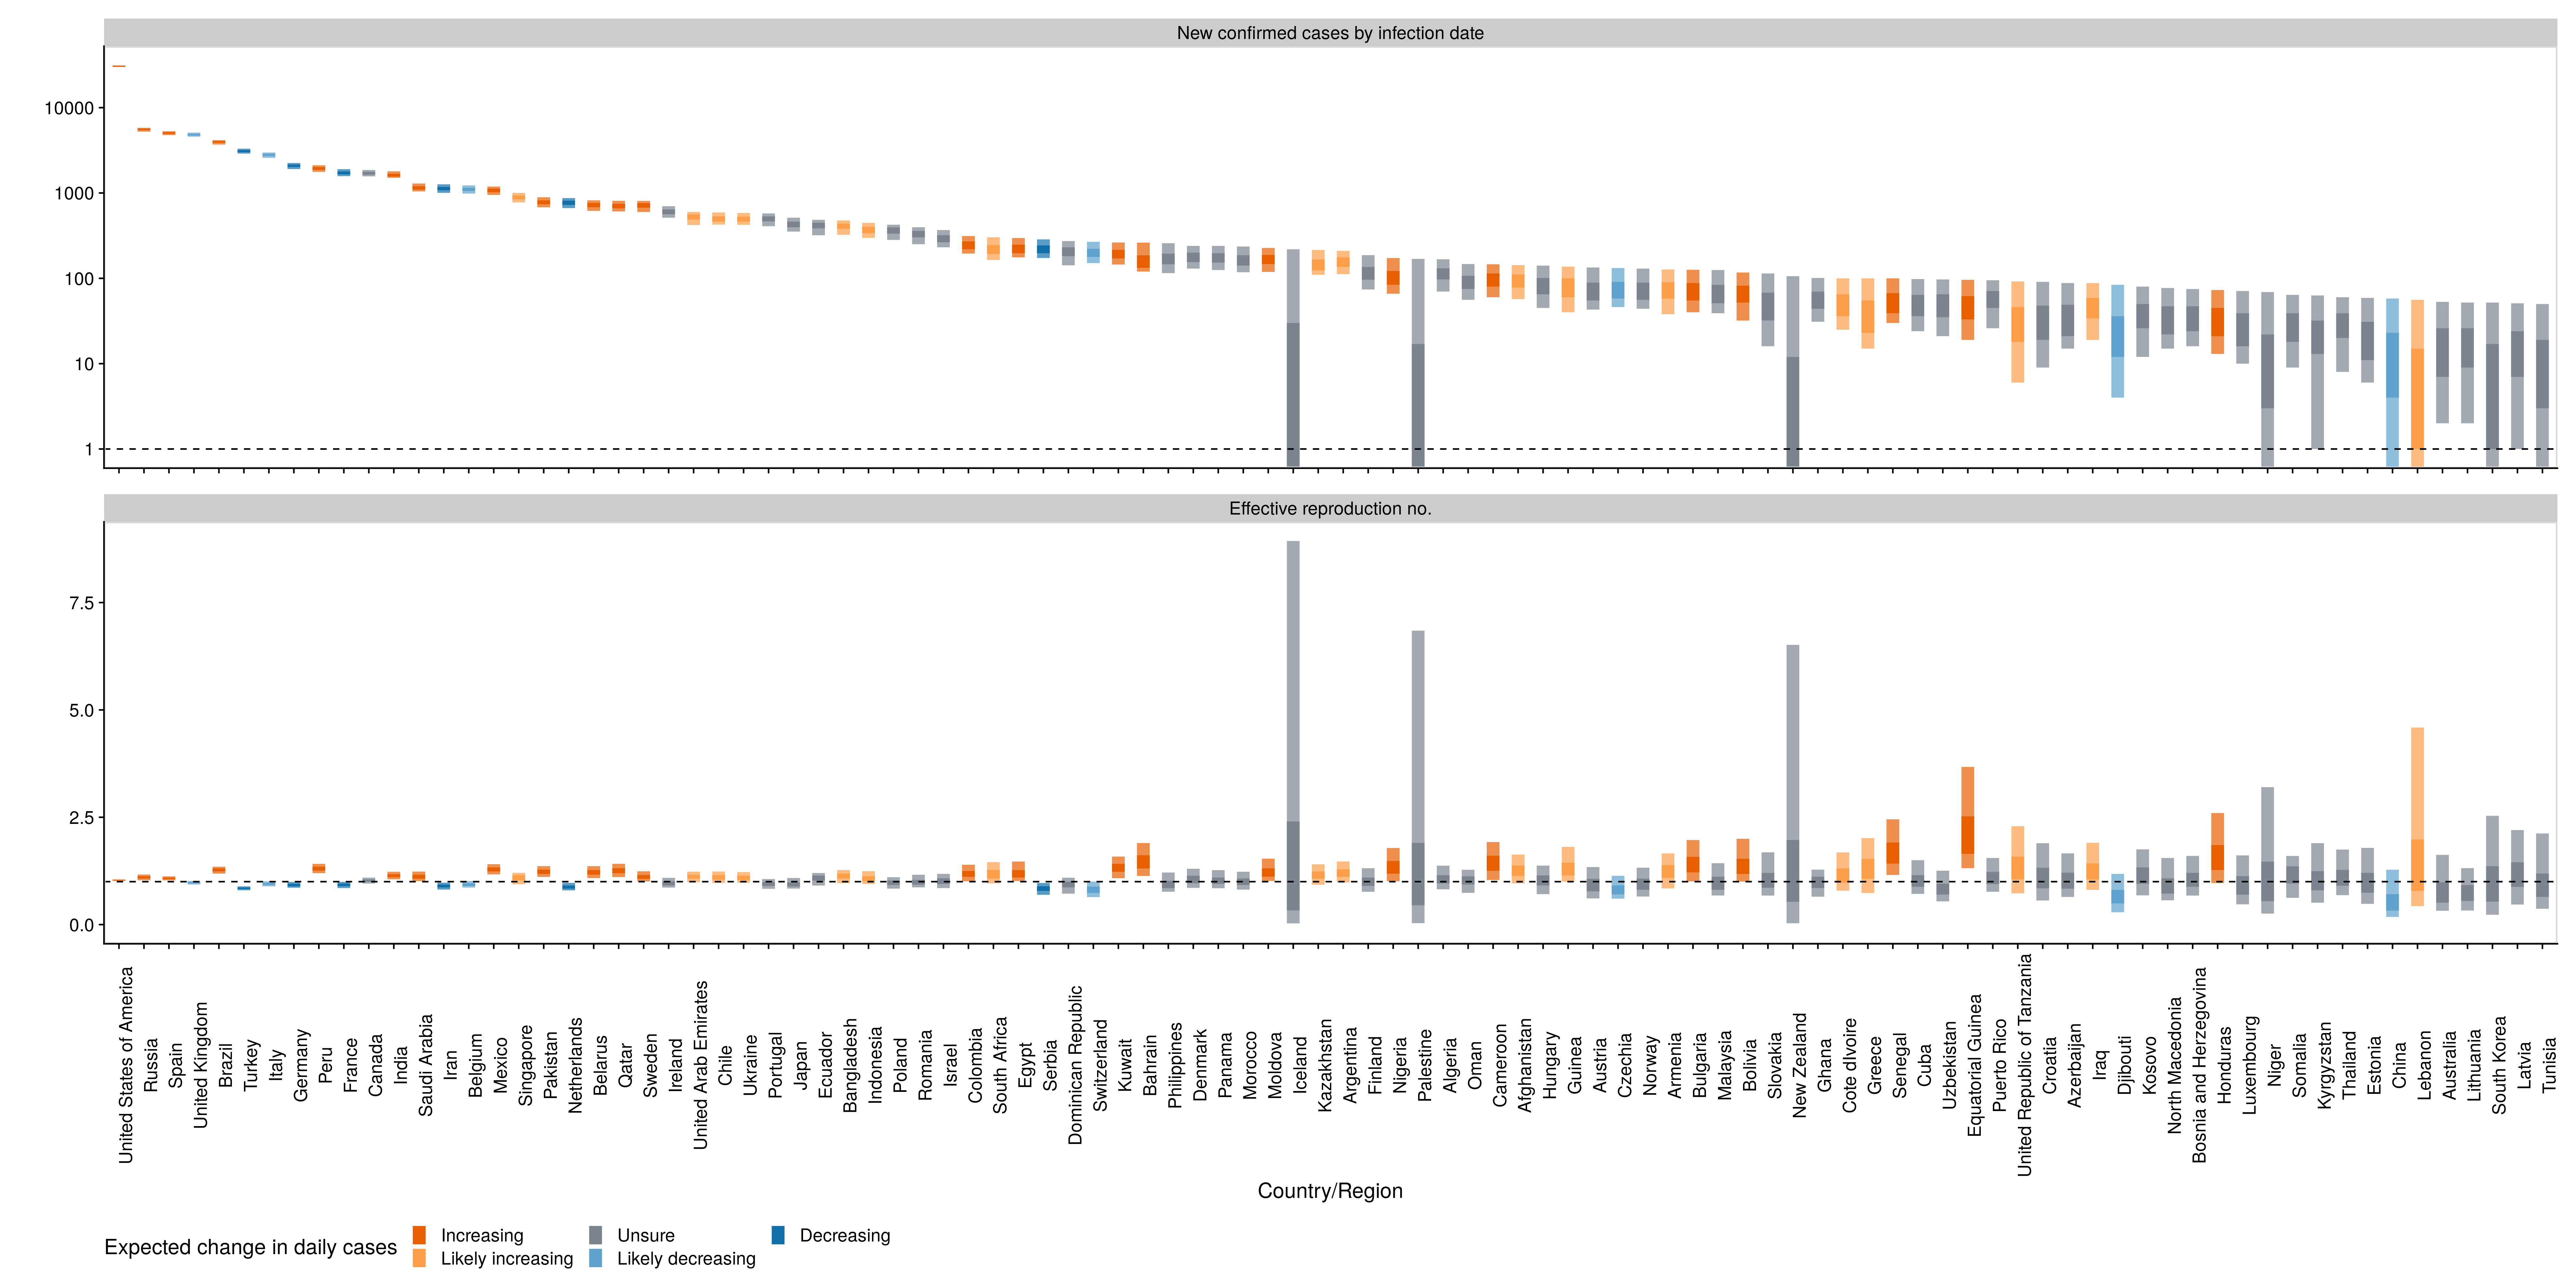 New confirmed cases by infection date
10000
1000
100
10
1
Effective reproduction no.
7.5
5.0
2.5
0.0
United States of America
Russia
Spain
United Kingdom
Brazil
Turkey
Italy
Germany
Peru
France
Canada
India
Saudi Arabia
Iran
Belgium
Mexico
Singapore
Pakistan
Netherlands
Belarus
Qatar
Sweden
Ireland
United Arab Emirates
Chile
Ukraine
Portugal
Japan
Ecuador
Bangladesh
Indonesia
Poland
Romania
Israel
Colombia
South Africa
Egypt
Serbia
Dominican Republic
Switzerland
Kuwait
Bahrain
Philippines
Denmark
Panama
Morocco
Moldova
Iceland
Kazakhstan
Argentina
Finland
Nigeria
Palestine
Algeria
Oman
Cameroon
Afghanistan
Hungary
Guinea
Austria
Czechia
Norway
Armenia
Bulgaria
Malaysia
Bolivia
Slovakia
New Zealand
Ghana
Cote dIvoire
Greece
Senegal
Cuba
Uzbekistan
Equatorial Guinea
Puerto Rico
United Republic of Tanzania
Croatia
Azerbaijan
Iraq
Djibouti
Kosovo
North Macedonia
Bosnia and Herzegovina
Honduras
Luxembourg
Niger
Somalia
Kyrgyzstan
Thailand
Estonia
China
Lebanon
Australia
Lithuania
South Korea
Latvia
Tunisia
Country/Region
Expected change in daily cases
Increasing
Unsure
Decreasing
Likely increasing
Likely decreasing